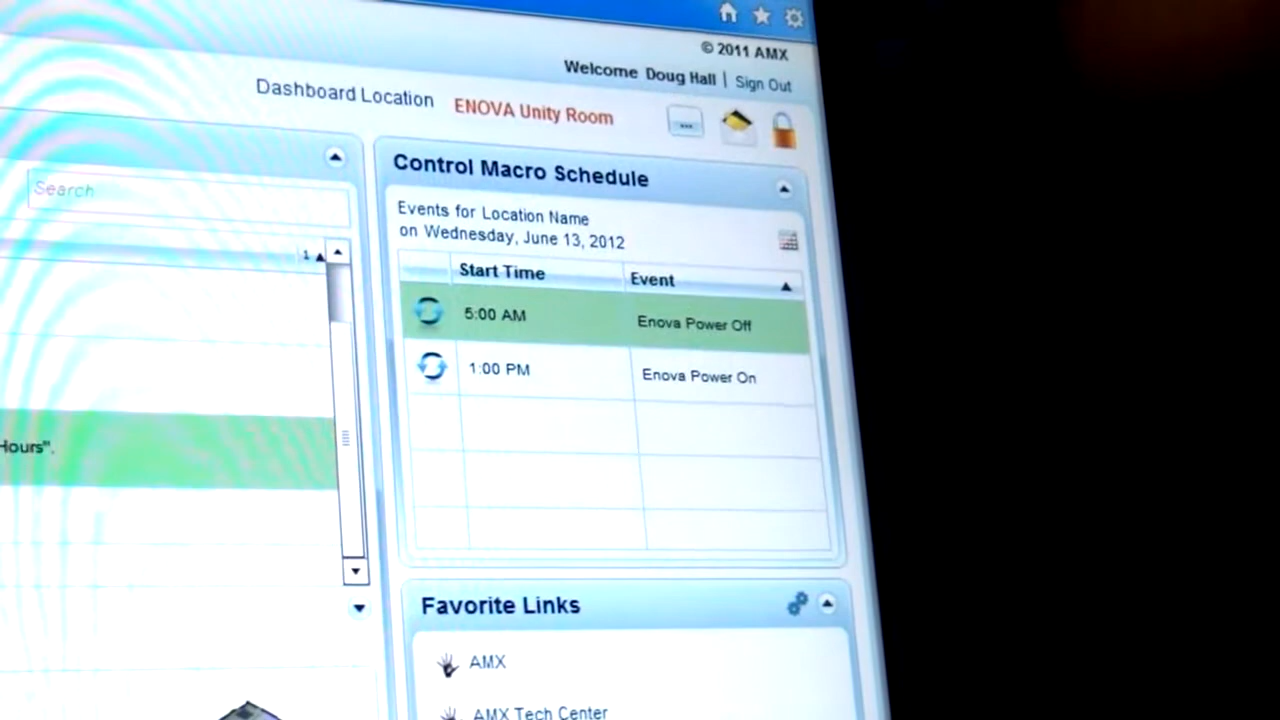 © 2011 AMX
Welcome Doug Hall | Sign Out
Dashboard Location ENOVA Unity Room
...
Search
1
Hours".
Control Macro Schedule
Events for Location Name
on Wednesday, June 13, 2012
Start Time Event
5:00 AM Enova Power Off
1:00 PM Enova Power On
Favorite Links
AMX
AMX Tech Center